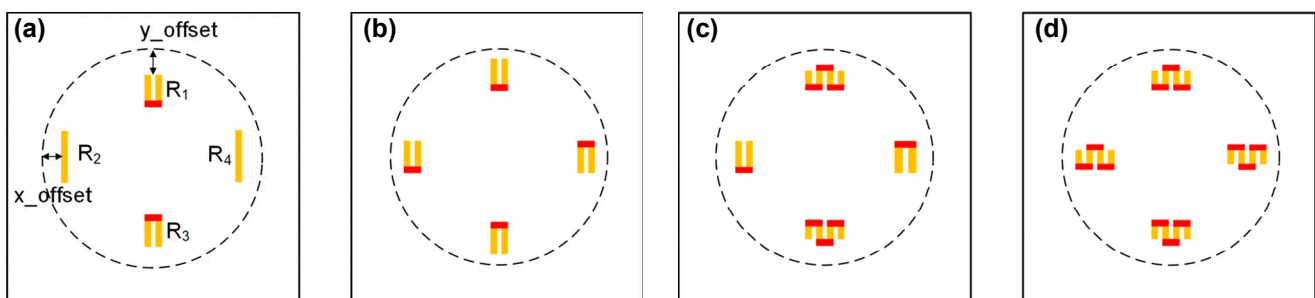 (a)
y_offset
R₁
R₂
R₄
x_offset
R₃
(b)
(c)
(d)